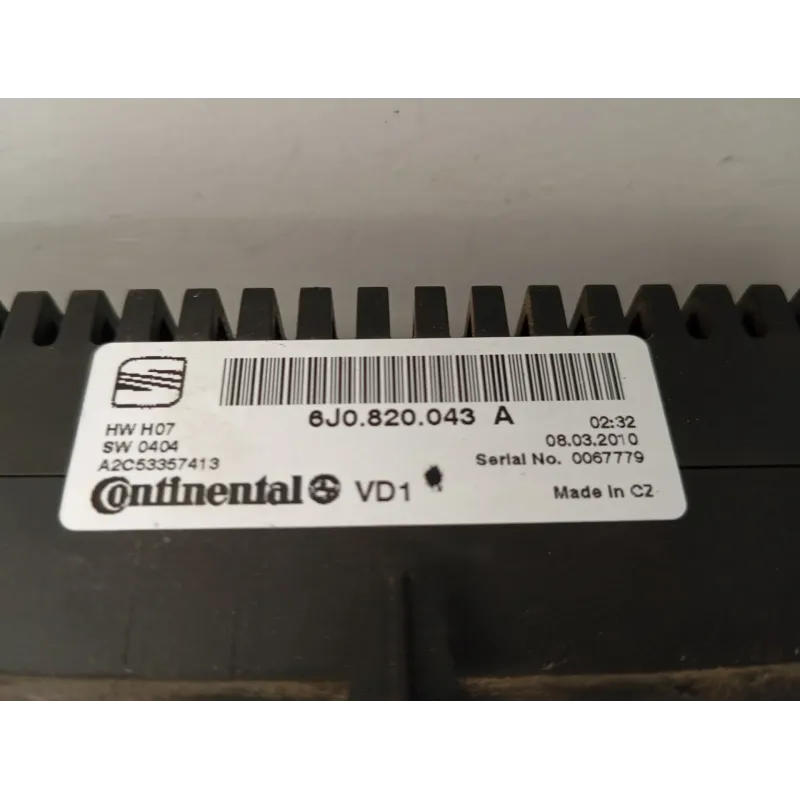 6J0.820.043 A
HW H07
SW 0404
A2C53357413
02:32
08.03.2010
Serial No. 0067779
Continental VD1
Made in CZ